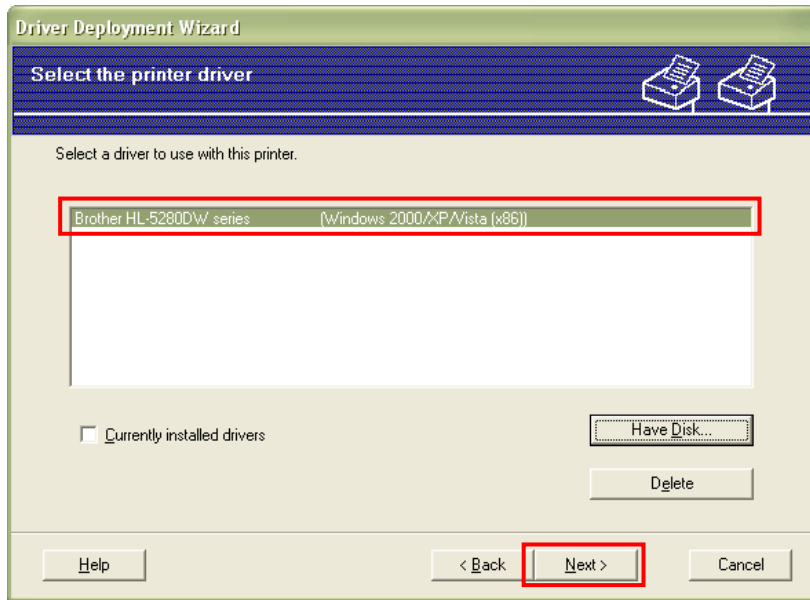 Driver Deployment Wizard
Select the printer driver
Select a driver to use with this printer.
Brother HL-5280DW series (Windows 2000/XP/Vista (x86))
Currently installed drivers
Have Disk...
Delete
Help < Back Next > Cancel